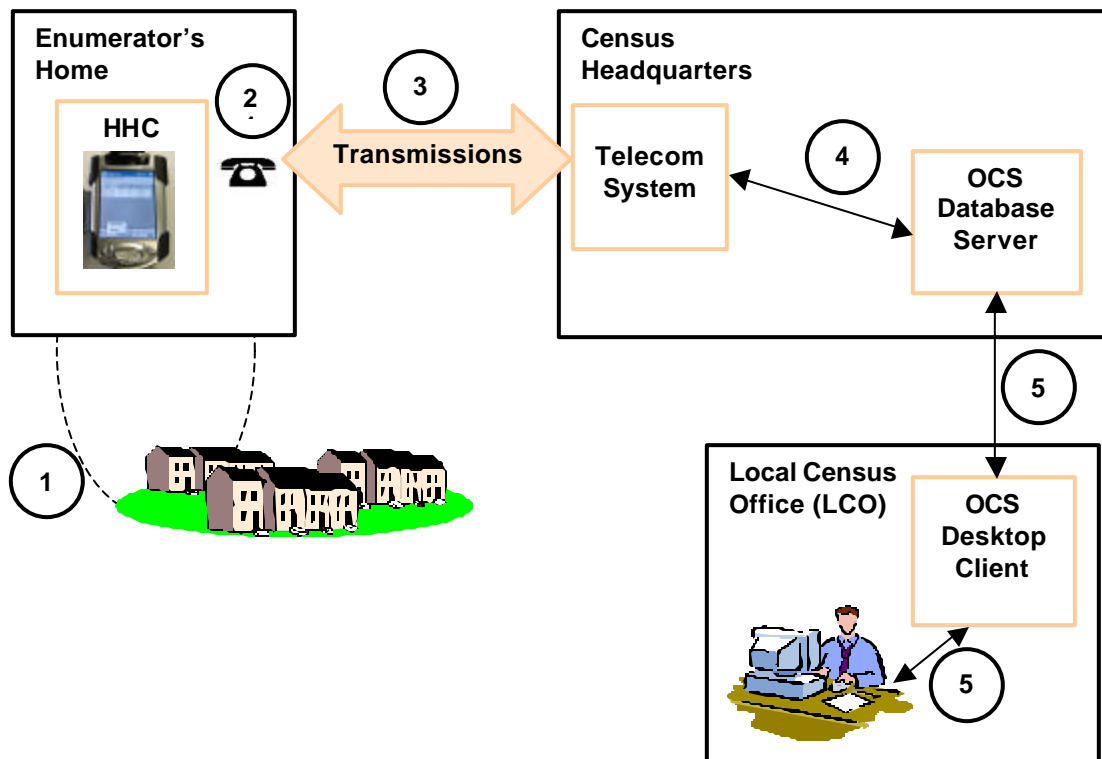 Enumerator's
Home
HHC
2
3
Transmissions
Census
Headquarters
Telecom
System
4
OCS
Database
Server
5
1
Local Census
Office (LCO)
OCS
Desktop
Client
5